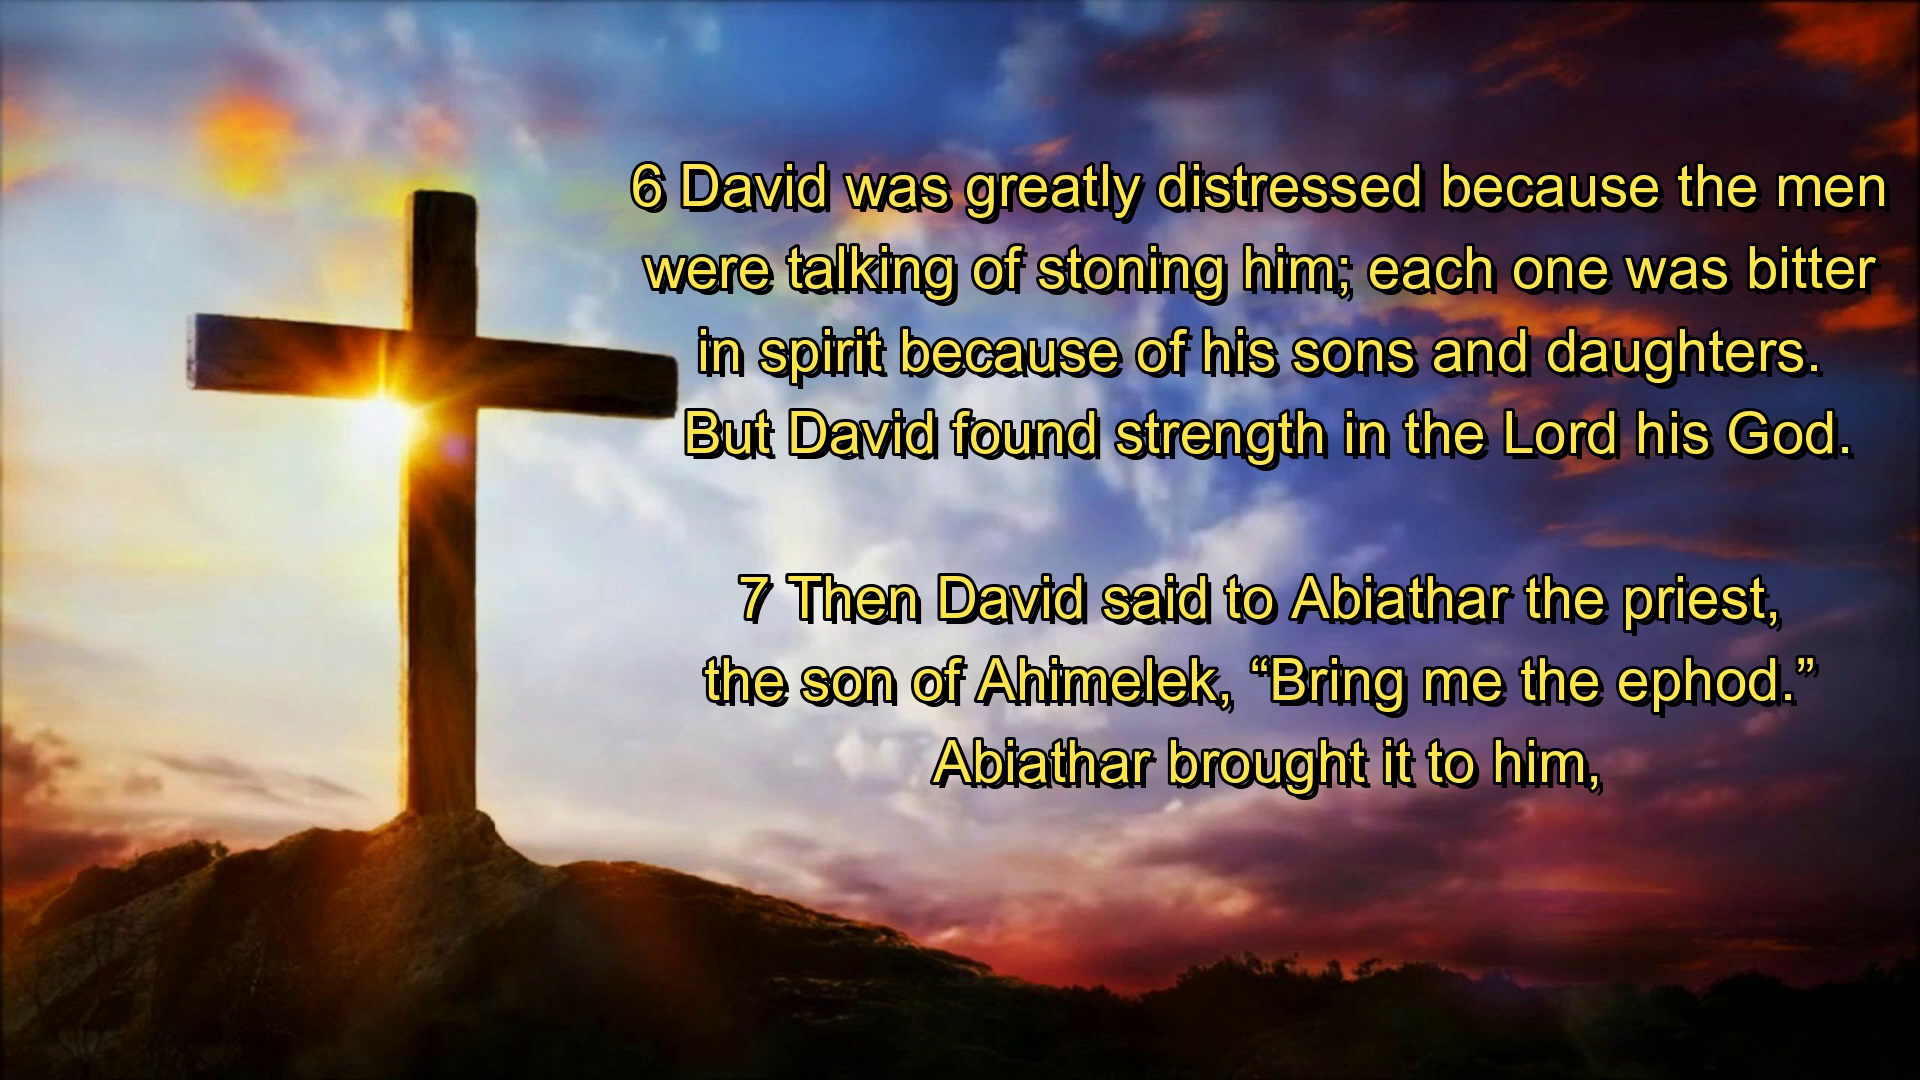 6 David was greatly distressed because the men
were talking of stoning him; each one was bitter
in spirit because of his sons and daughters.
But David found strength in the Lord his God.
7 Then David said to Abiathar the priest,
the son of Ahimelek, “Bring me the ephod.”
Abiathar brought it to him,